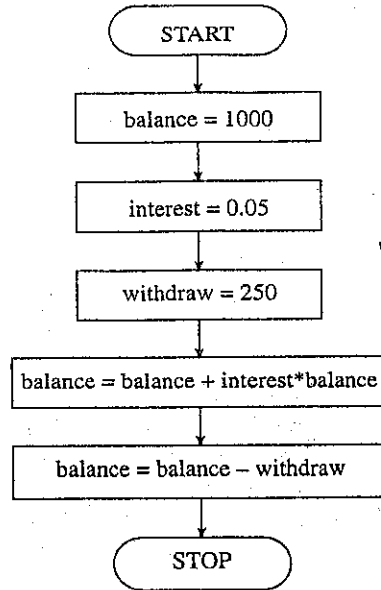 START
balance = 1000
interest = 0.05
withdraw = 250
balance = balance + interest*balance
balance = balance – withdraw
STOP